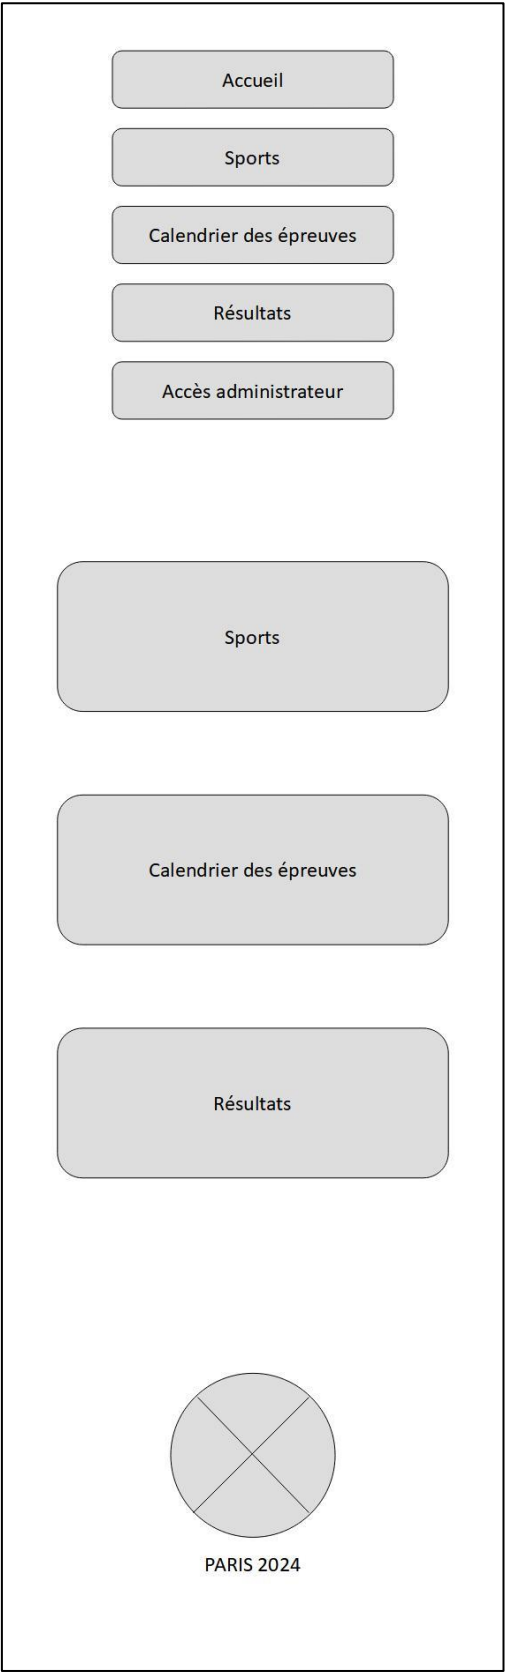 Accueil
Sports
Calendrier des épreuves
Résultats
Accès administrateur
Sports
Calendrier des épreuves
Résultats
PARIS 2024